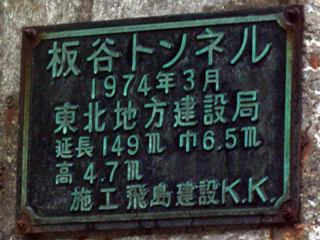 板谷トンネル
1974年3月
東北地方建設局
延長149m 巾6.5m
高4.7m
施工飛島建設K.K.